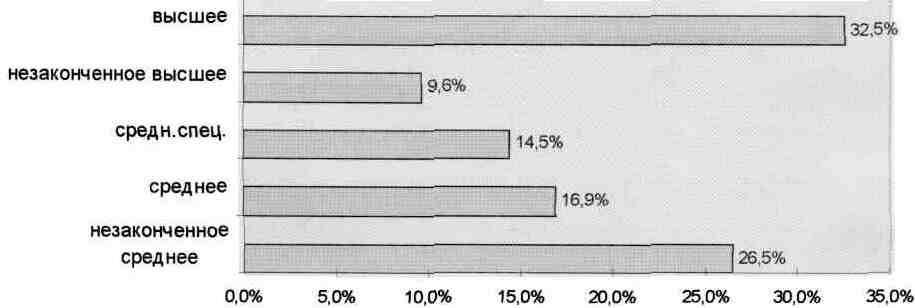 высшее
32,5%
незаконченное высшее
9,6%
средн.спец.
14,5%
среднее
16,9%
незаконченное
среднее
26,5%
0,0% 5,0% 10,0% 15,0% 20,0% 25,0% 30,0% 35,0%